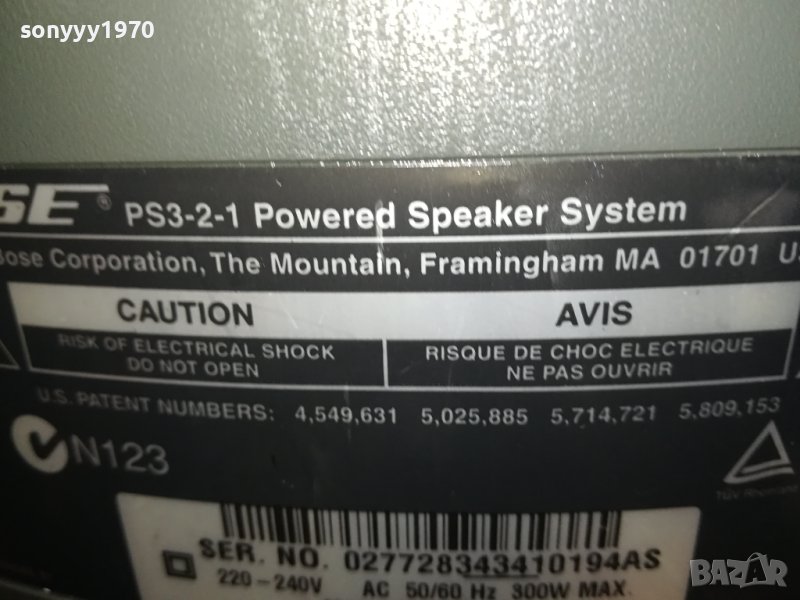 sonyyy1970
SE® PS3-2-1 Powered Speaker System
Bose Corporation, The Mountain, Framingham MA 01701 U
CAUTION
RISK OF ELECTRICAL SHOCK
DO NOT OPEN
AVIS
RISQUE DE CHOC ELECTRIQUE
NE PAS OUVRIR
U.S. PATENT NUMBERS: 4,549,631 5,025,885 5,714,721 5,809,153
N123
TÜV Rheinland
SER. NO. 027728343410194AS
220-240V AC 50/60 Hz 300W MAX.
BAZAR